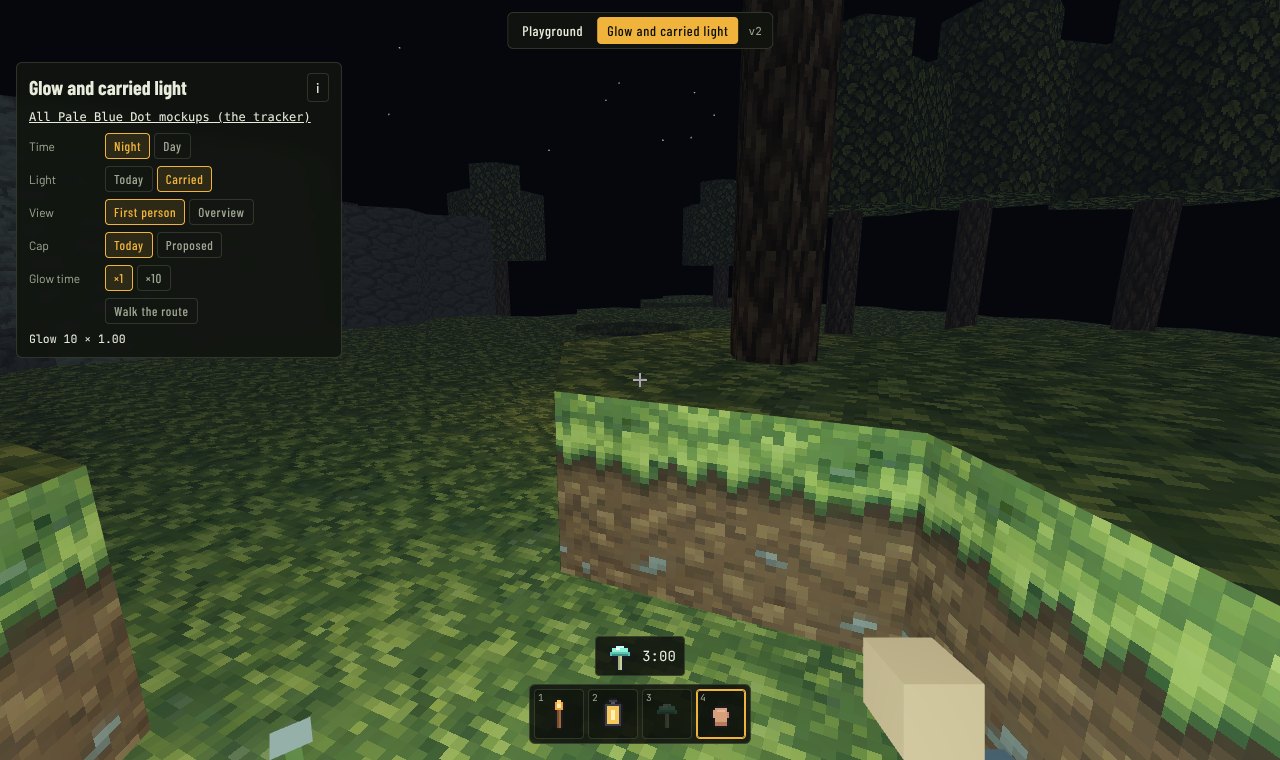 Playground Glow and carried light v2
Glow and carried light i
All Pale Blue Dot mockups (the tracker)
Time Night Day
Light Today Carried
View First person Overview
Cap Today Proposed
Glow time ×1 ×10
Walk the route
Glow 10 × 1.00
3:00
1 2 3 4